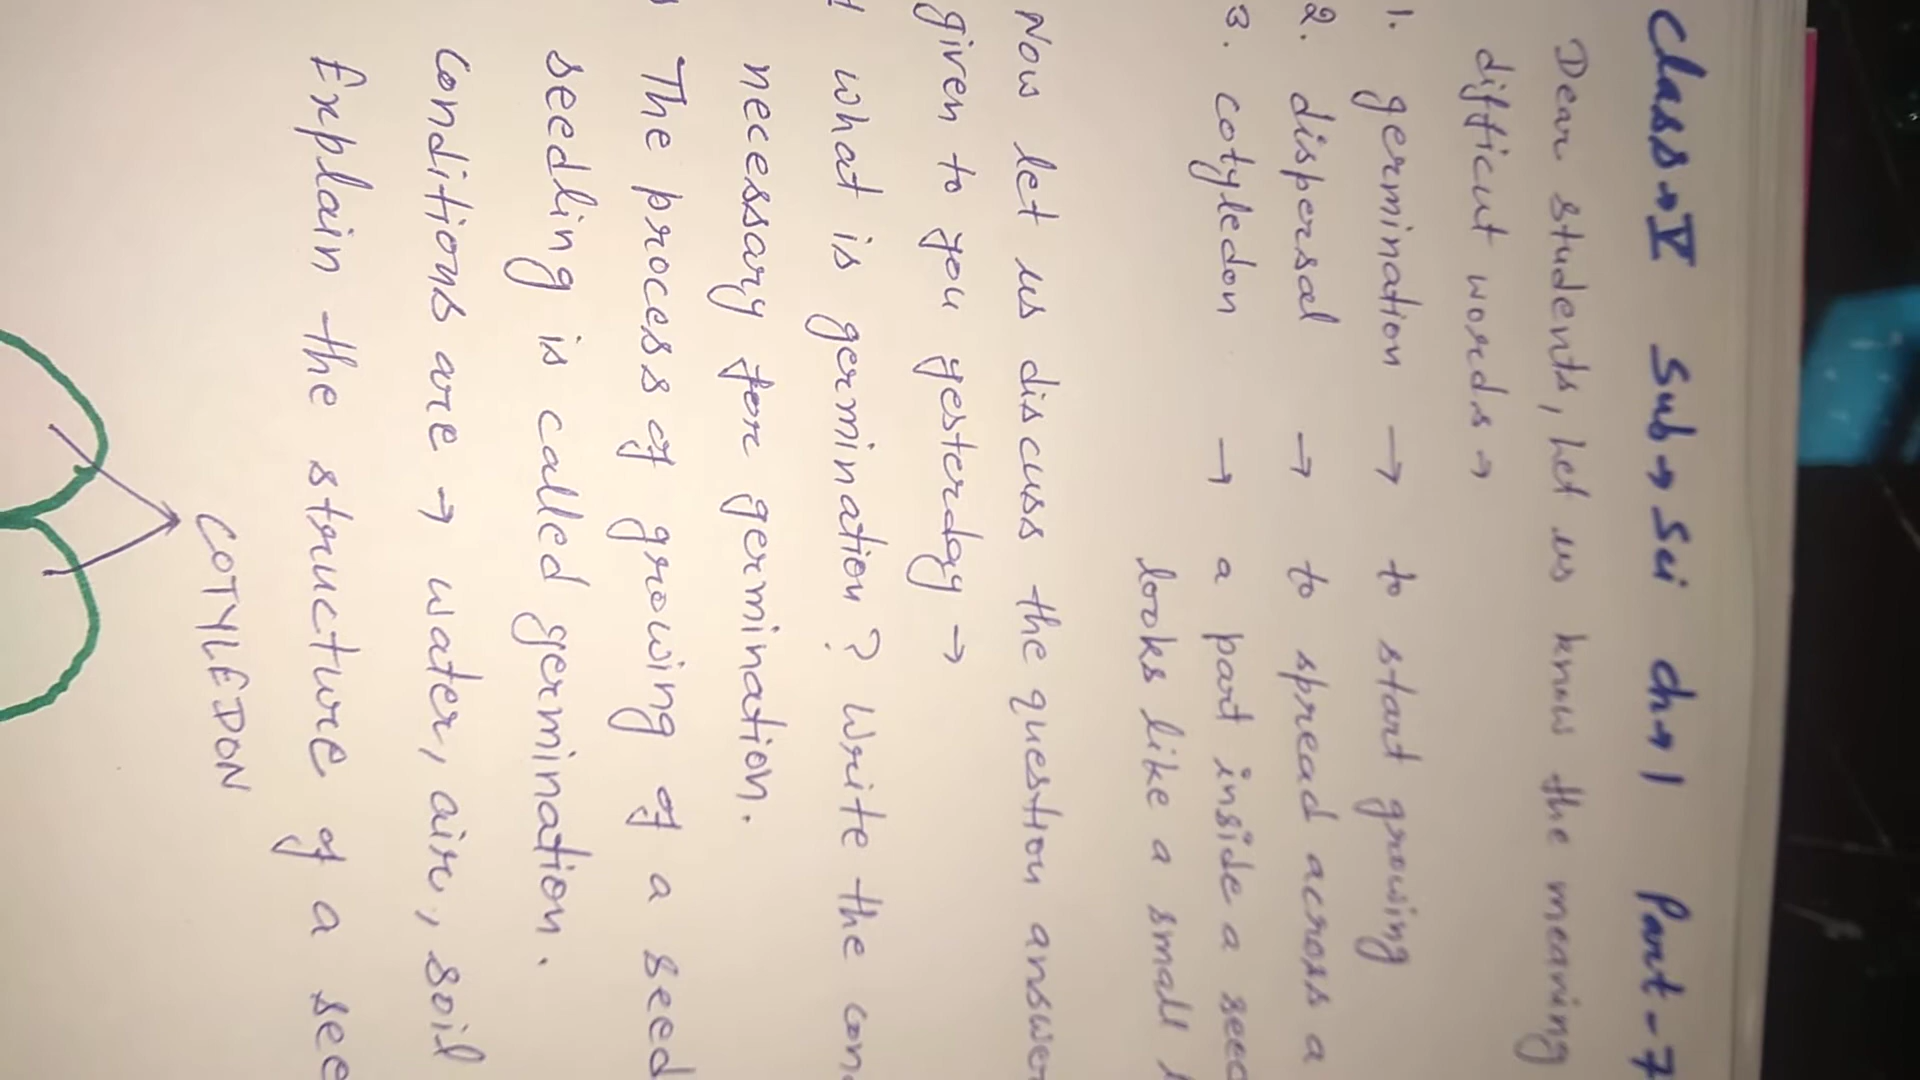 Class→V Sub→Sci ch→1 Part-7
Dear students, Let us know the meaning
difficut words→
1. germination → to start growing
2. dispersal → to spread across a
3. cotyledon → a part inside a seed
looks like a small
Now let us discuss the question answer
given to you yesterday →
what is germination? write the con
necessary for germination.
The process of growing of a seed
seedling is called germination.
Conditions are → water, air, soil
Explain the structure of a see
COTYLEDON